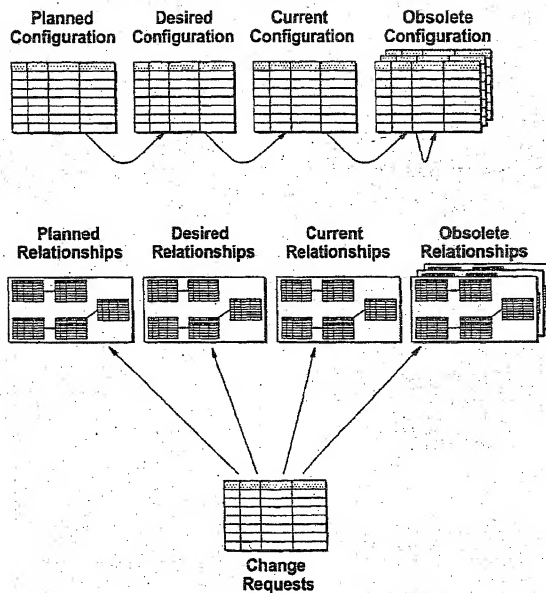 Planned
Configuration
Desired
Configuration
Current
Configuration
Obsolete
Configuration
Planned
Relationships
Desired
Relationships
Current
Relationships
Obsolete
Relationships
Change
Requests